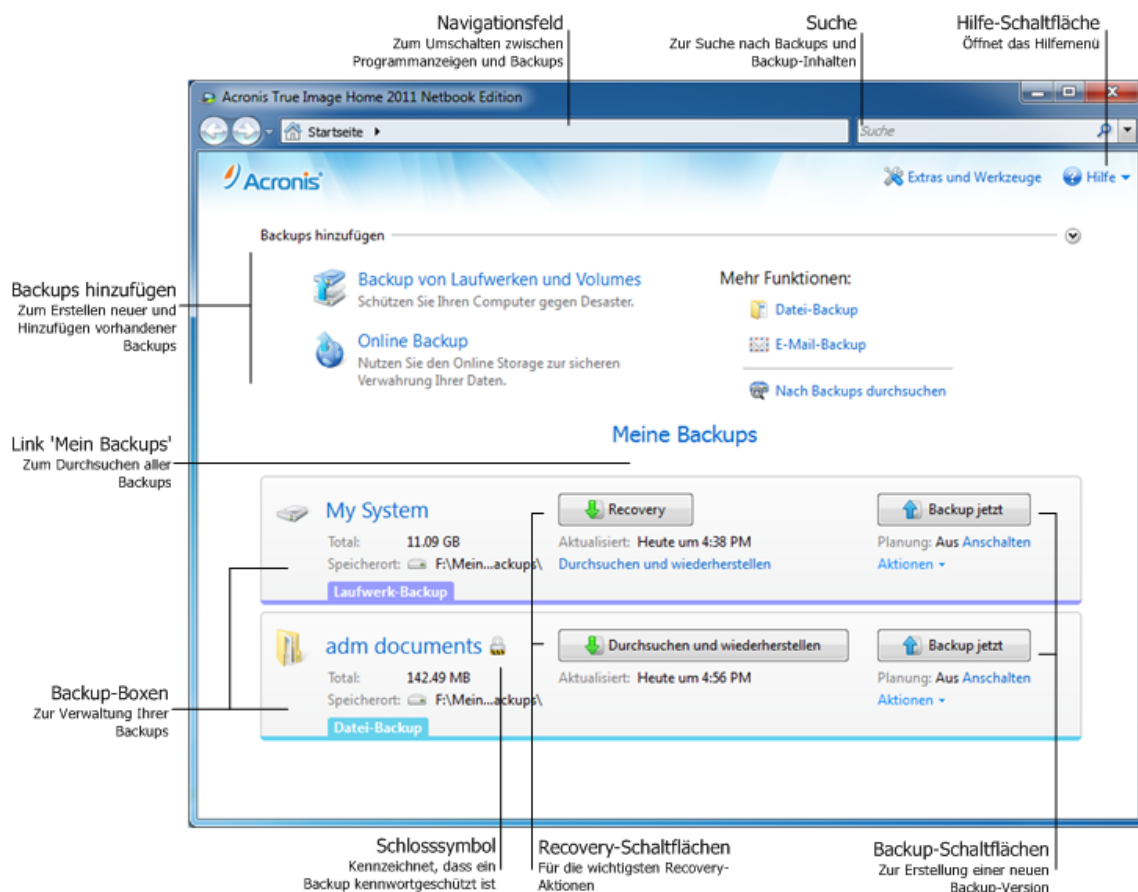 Navigationsfeld
Zum Umschalten zwischen
Programmanzeigen und Backups
Suche
Zur Suche nach Backups und
Backup-Inhalten
Hilfe-Schaltfläche
Öffnet das Hilfemenü
Acronis True Image Home 2011 Netbook Edition
Startseite
Suche
Acronis
Extras und Werkzeuge
Hilfe
Backups hinzufügen
Backups hinzufügen
Zum Erstellen neuer und
Hinzufügen vorhandener
Backups
Backup von Laufwerken und Volumes
Schützen Sie Ihren Computer gegen Desaster.
Online Backup
Nutzen Sie den Online Storage zur sicheren
Verwahrung Ihrer Daten.
Mehr Funktionen:
Datei-Backup
E-Mail-Backup
Nach Backups durchsuchen
Link 'Mein Backups'
Zum Durchsuchen aller
Backups
Meine Backups
My System
Total: 11.09 GB
Speicherort: F:\Mein...ackups\
Laufwerk-Backup
Recovery
Aktualisiert: Heute um 4:38 PM
Durchsuchen und wiederherstellen
Backup jetzt
Planung: Aus Anschalten
Aktionen
adm documents
Total: 142.49 MB
Speicherort: F:\Mein...ackups\
Datei-Backup
Durchsuchen und wiederherstellen
Aktualisiert: Heute um 4:56 PM
Backup jetzt
Planung: Aus Anschalten
Aktionen
Backup-Boxen
Zur Verwaltung Ihrer
Backups
Schlosssymbol
Kennzeichnet, dass ein
Backup kennwortgeschützt ist
Recovery-Schaltflächen
Für die wichtigsten Recovery-
Aktionen
Backup-Schaltflächen
Zur Erstellung einer neuen
Backup-Version